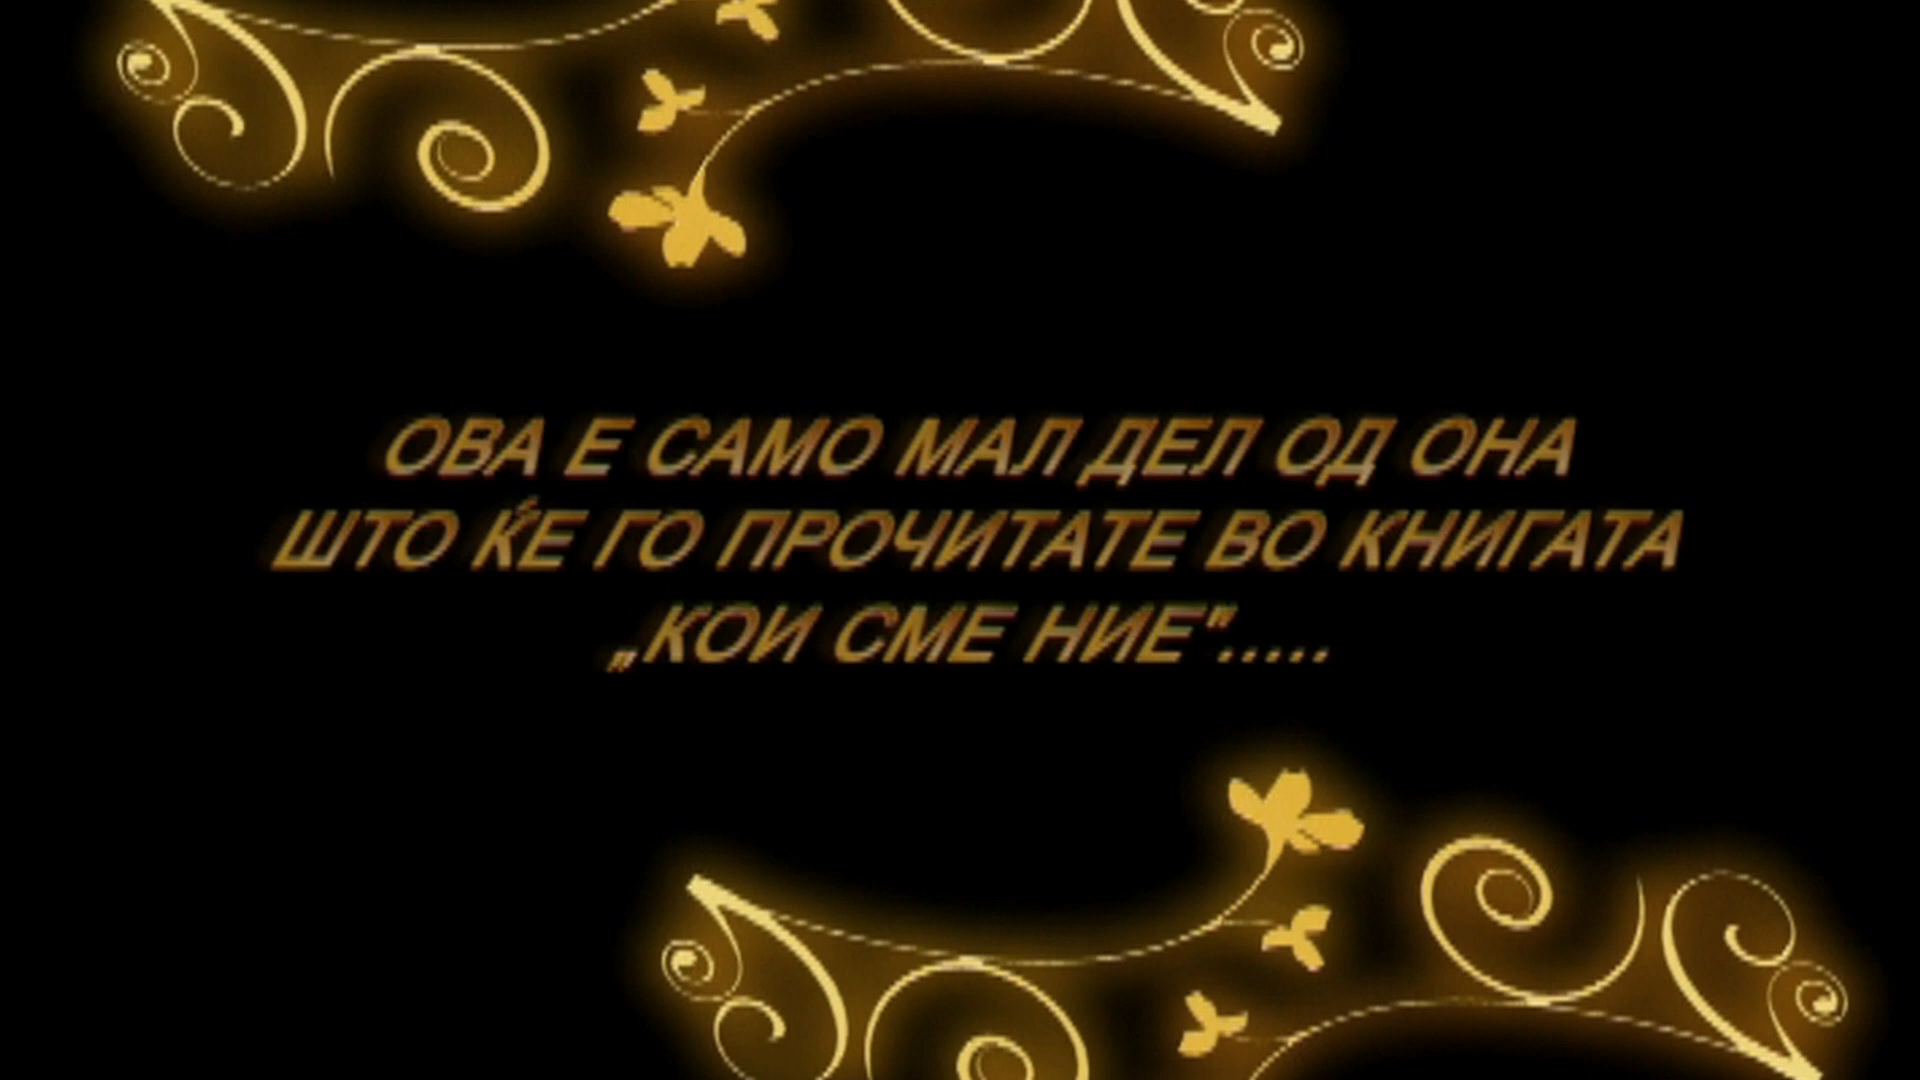 ОВА Е САМО МАЛ ДЕЛ ОД ОНА
ШТО ЌЕ ГО ПРОЧИТАТЕ ВО КНИГАТА
„КОИ СМЕ НИЕ".....